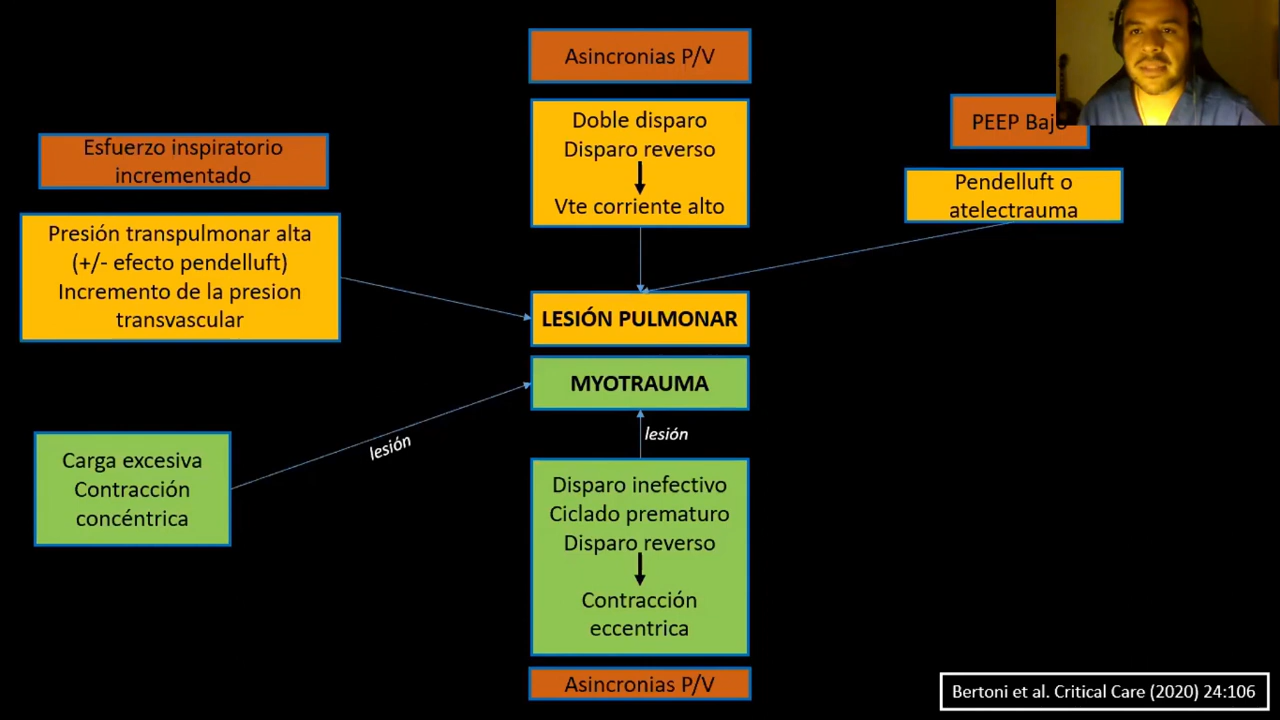 Asincronias P/V
Doble disparo
Disparo reverso
Vte corriente alto
PEEP Bajo
Pendelluft o
atelectrauma
Esfuerzo inspiratorio
incrementado
Presión transpulmonar alta
(+/- efecto pendelluft)
Incremento de la presion
transvascular
LESIÓN PULMONAR
MYOTRAUMA
lesión
lesión
Carga excesiva
Contracción
concéntrica
Disparo inefectivo
Ciclado prematuro
Disparo reverso
Contracción
eccentrica
Asincronias P/V
Bertoni et al. Critical Care (2020) 24:106